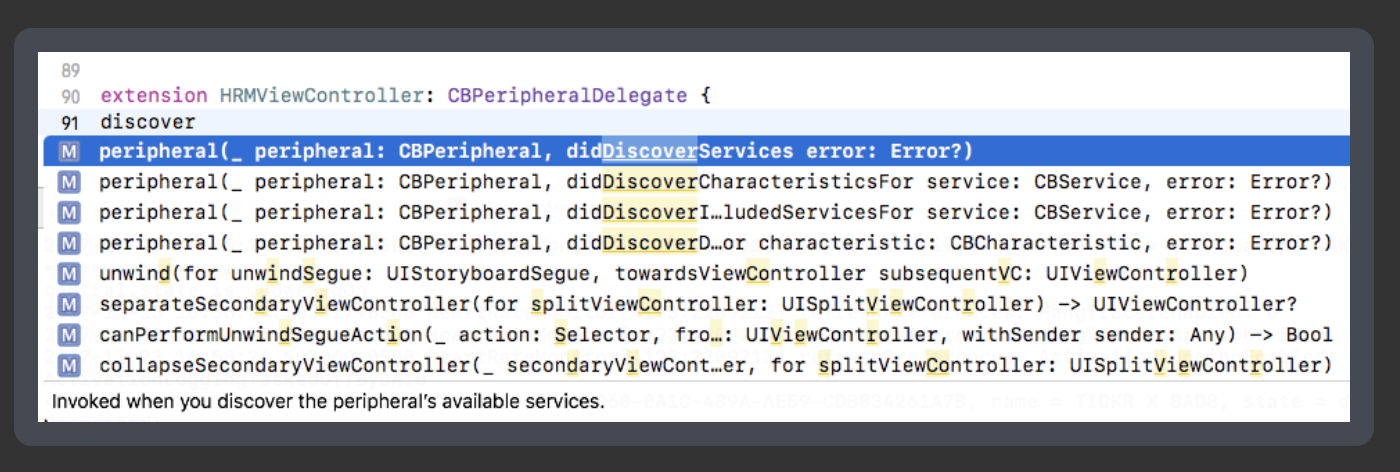 89
90 extension HRMViewController: CBPeripheralDelegate {
91 discover
M peripheral(_ peripheral: CBPeripheral, didDiscoverServices error: Error?)
M peripheral(_ peripheral: CBPeripheral, didDiscoverCharacteristicsFor service: CBService, error: Error?)
M peripheral(_ peripheral: CBPeripheral, didDiscoverI…ludedServicesFor service: CBService, error: Error?)
M peripheral(_ peripheral: CBPeripheral, didDiscoverD…or characteristic: CBCharacteristic, error: Error?)
M unwind(for unwindSegue: UIStoryboardSegue, towardsViewController subsequentVC: UIViewController)
M separateSecondaryViewController(for splitViewController: UISplitViewController) -> UIViewController?
M canPerformUnwindSegueAction(_ action: Selector, fro…: UIViewController, withSender sender: Any) -> Bool
M collapseSecondaryViewController(_ secondaryViewCont…er, for splitViewController: UISplitViewController)
Invoked when you discover the peripheral's available services.